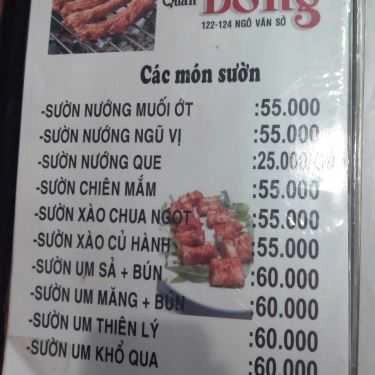 Quán Đông
122-124 NGÔ VĂN SỞ
Các món sườn
-SƯỜN NƯỚNG MUỐI ỚT :55.000
-SƯỜN NƯỚNG NGŨ VỊ :55.000
-SƯỜN NƯỚNG QUE :25.000
-SƯỜN CHIÊN MẮM :55.000
-SƯỜN XÀO CHUA NGỌT :55.000
-SƯỜN XÀO CỦ HÀNH :55.000
-SƯỜN UM SẢ + BÚN :60.000
-SƯỜN UM MĂNG + BÚN :60.000
-SƯỜN UM THIÊN LÝ :60.000
-SƯỜN UM KHỔ QUA :60.000